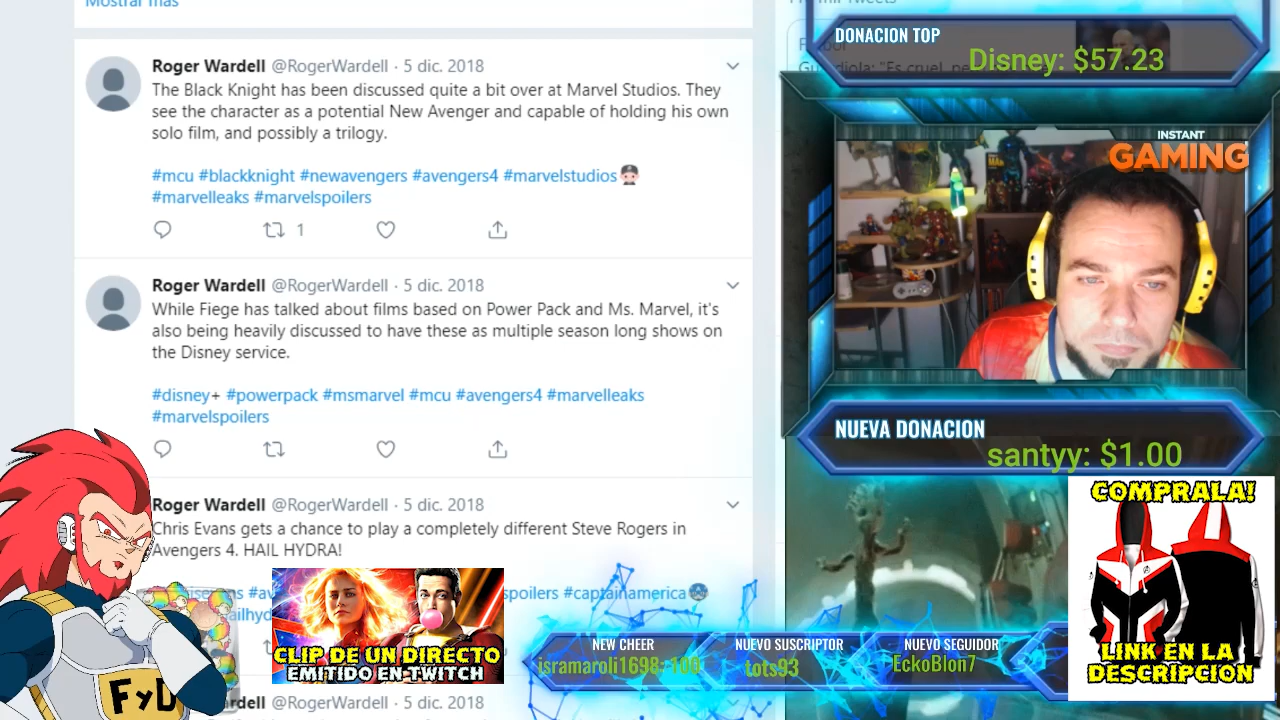 Mostrar más
Roger Wardell @RogerWardell · 5 dic. 2018
The Black Knight has been discussed quite a bit over at Marvel Studios. They
see the character as a potential New Avenger and capable of holding his own
solo film, and possibly a trilogy.
#mcu #blackknight #newavengers #avengers4 #marvelstudios
#marvelleaks #marvelspoilers
1
Roger Wardell @RogerWardell · 5 dic. 2018
While Fiege has talked about films based on Power Pack and Ms. Marvel, it's
also being heavily discussed to have these as multiple season long shows on
the Disney service.
#disney+ #powerpack #msmarvel #mcu #avengers4 #marvelleaks
#marvelspoilers
Roger Wardell @RogerWardell · 5 dic. 2018
Chris Evans gets a chance to play a completely different Steve Rogers in
Avengers 4. HAIL HYDRA!
spoilers #captainamerica
rdell @RogerWardell · 5 dic. 2018
FyD
CLIP DE UN DIRECTO
EMITIDO EN TWITCH
DONACION TOP
Disney: $57.23
INSTANT
GAMING
NUEVA DONACION
santyy: $1.00
COMPRALA!
LINK EN LA
DESCRIPCION
NEW CHEER
isramaroli1698: 100
NUEVO SUSCRIPTOR
tots93
NUEVO SEGUIDOR
EckoBlon7